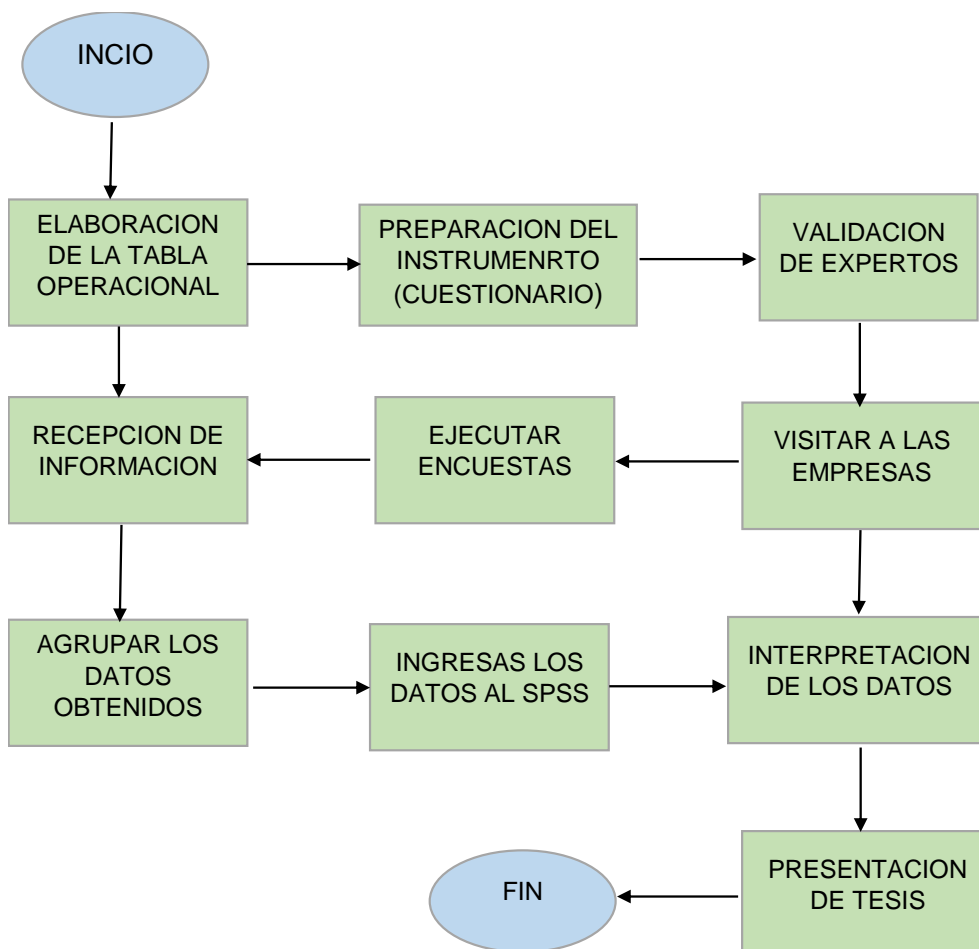 INCIO
ELABORACION
DE LA TABLA
OPERACIONAL
PREPARACION DEL
INSTRUMENRTO
(CUESTIONARIO)
VALIDACION
DE EXPERTOS
VISITAR A LAS
EMPRESAS
EJECUTAR
ENCUESTAS
RECEPCION DE
INFORMACION
AGRUPAR LOS
DATOS
OBTENIDOS
INGRESAS LOS
DATOS AL SPSS
INTERPRETACION
DE LOS DATOS
PRESENTACION
DE TESIS
FIN